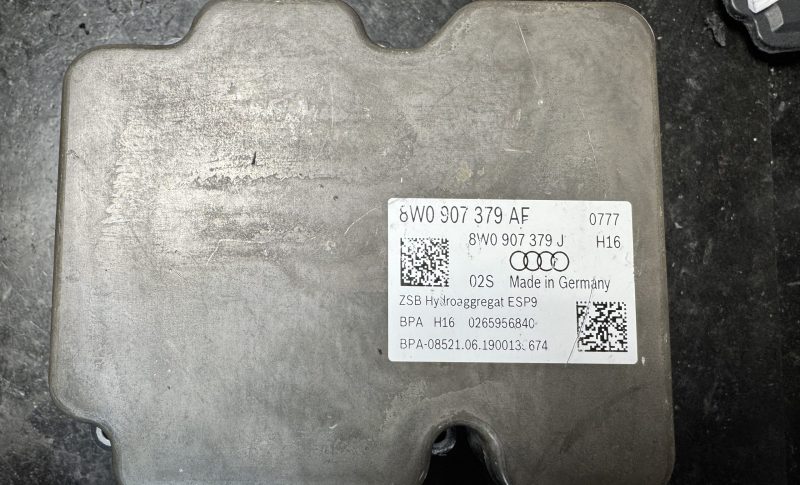 8W0 907 379 AF 0777
8W0 907 379 J H16
02S Made in Germany
ZSB Hydroaggregat ESP9
BPA H16 0265956840
BPA-08521.06.190013 674